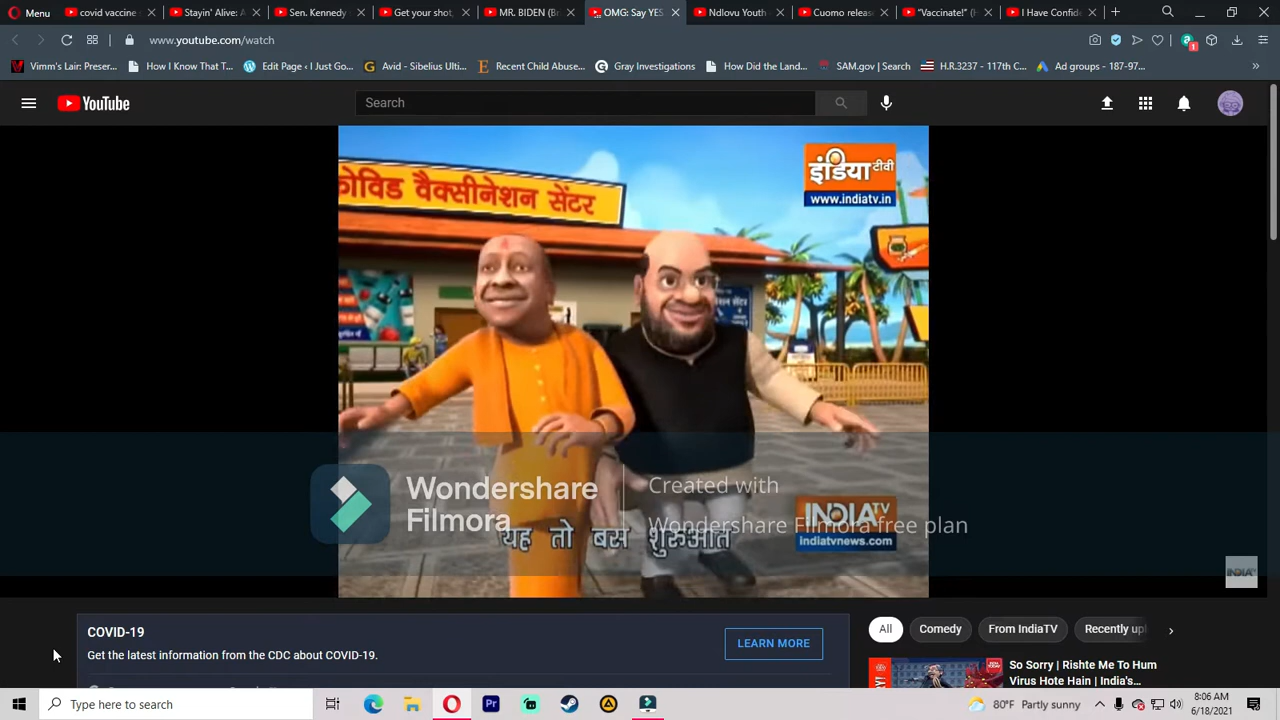 Menu
covid vaccine
Stayin' Alive: A
Sen. Kennedy
Get your shot,
MR. BIDEN (B
OMG: Say YES
Ndlovu Youth
Cuomo releas
"Vaccinate!" (H
I Have Confid
www.youtube.com/watch
1
Vimm's Lair: Preser...
How I Know That T...
Edit Page ‹ I Just Go...
Avid - Sibelius Ulti...
Recent Child Abuse...
Gray Investigations
How Did the Land...
SAM.gov | Search
H.R.3237 - 117th C...
Ad groups - 187-97...
YouTube
Search
इंडिया टीवी
www.indiatv.in
कोविड वैक्सीनेशन सेंटर
Wondershare
Filmora
Created with
Wondershare Filmora free plan
यह तो बस शुरुआत
INDIA TV
indiatvnews.com
INDIA TV
COVID-19
Get the latest information from the CDC about COVID-19.
LEARN MORE
All
Comedy
From IndiaTV
Recently upl
So Sorry | Rishte Me To Hum
Virus Hote Hain | India's...
Type here to search
Pr
80°F Partly sunny
8:06 AM
6/18/2021